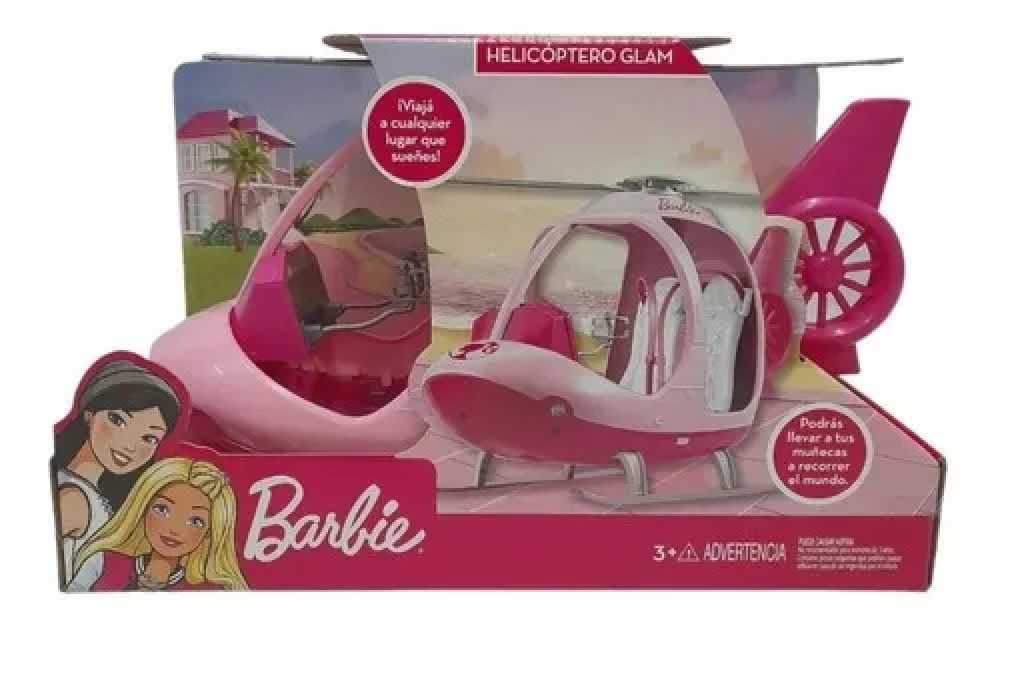 HELICÓPTERO GLAM
¡Viajá
a cualquier
lugar que
sueñes!
Barbie
Podrás
llevar a tus
muñecas
a recorrer
el mundo.
Barbie
3+ ⚠ ADVERTENCIA